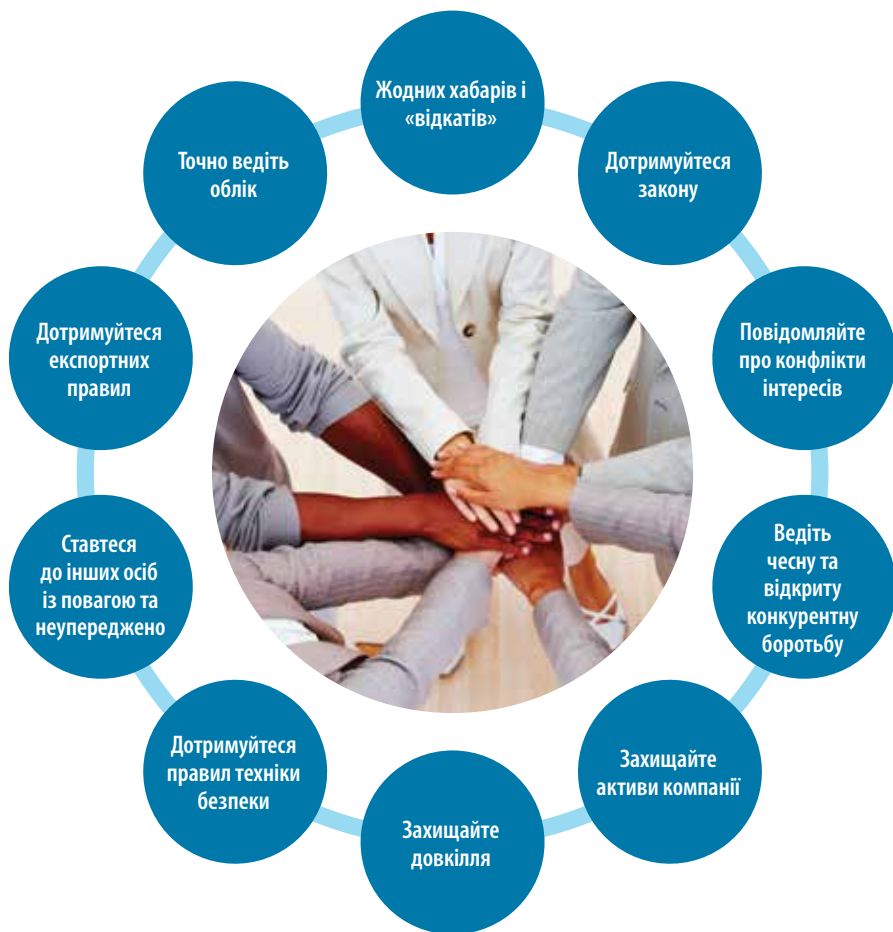 Жодних хабарів і
«відкатів»
Дотримуйтеся
закону
Повідомляйте
про конфлікти
інтересів
Ведіть
чесну та
відкриту
конкурентну
боротьбу
Захищайте
активи компанії
Захищайте
довкілля
Дотримуйтеся
правил техніки
безпеки
Ставтеся
до інших осіб
із повагою та
неупереджено
Дотримуйтеся
експортних
правил
Точно ведіть
облік